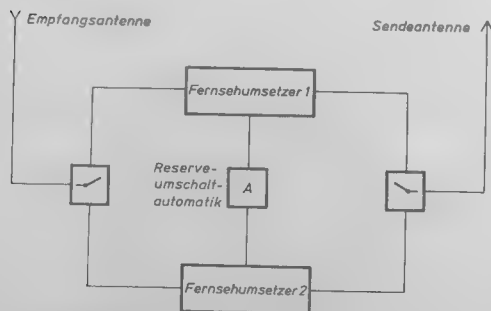 Empfangsantenne
Sendeantenne
Fernsehumsetzer 1
Reserve-
umschalt-
automatik
A
Fernsehumsetzer 2